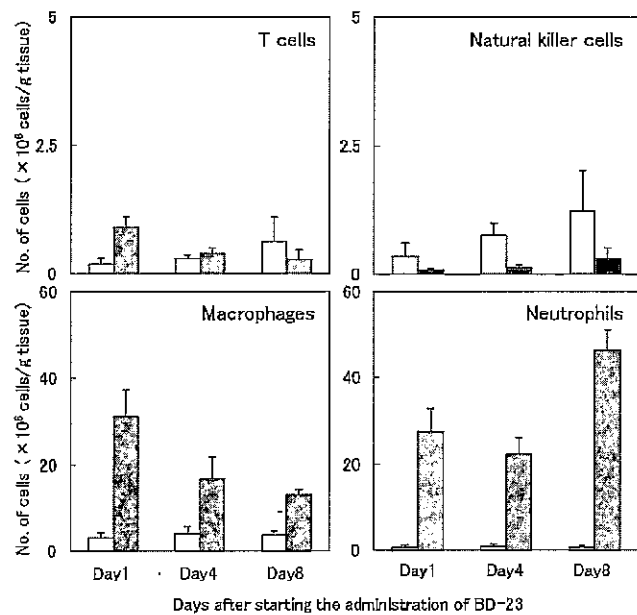 5
T cells
2.5
0
5
Natural killer cells
2.5
0
No. of cells (×10⁶ cells/g tissue)
60
Macrophages
40
20
0
60
Neutrophils
40
20
0
No. of cells (×10⁶ cells/g tissue)
Day1 Day4 Day8
Day1 Day4 Day8
Days after starting the administration of BD-23